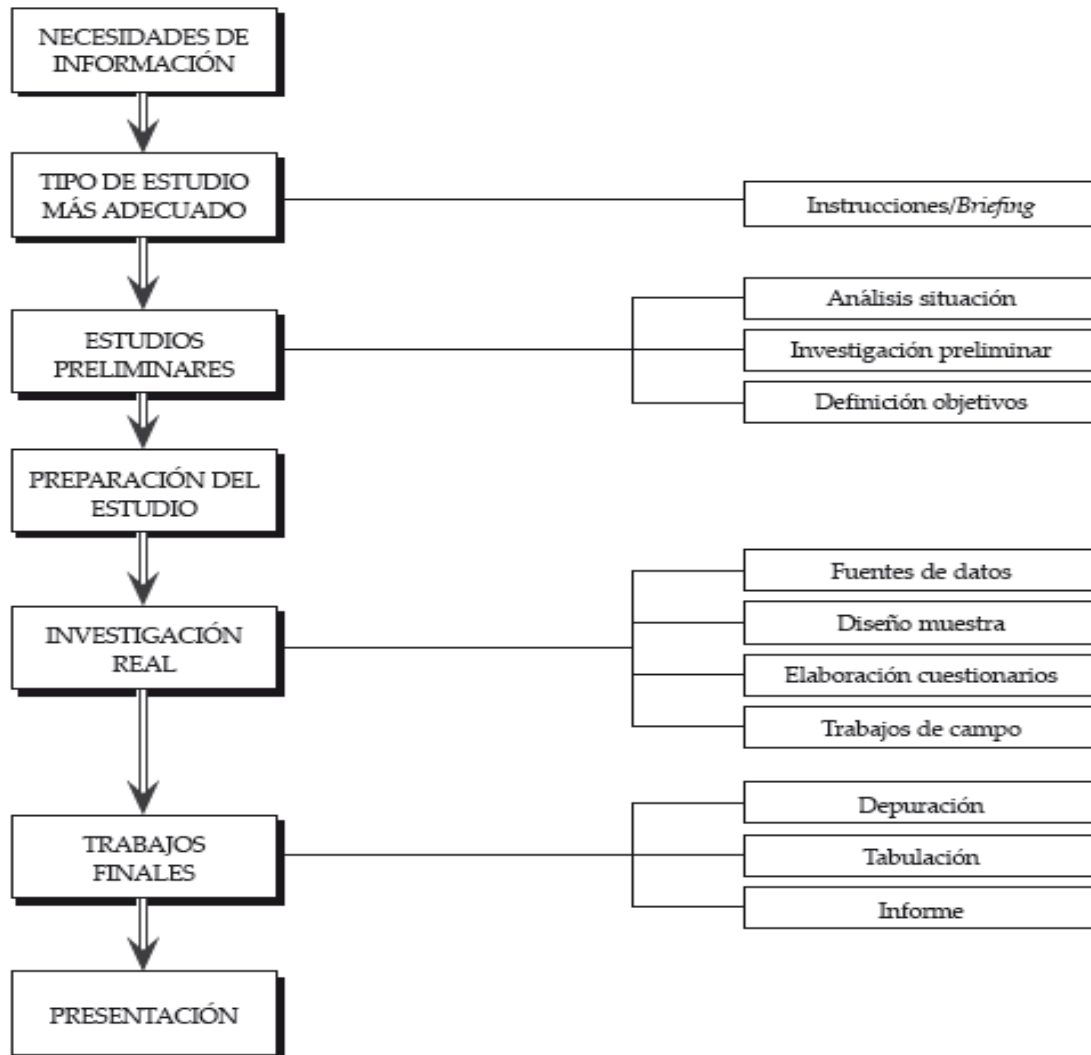 NECESIDADES DE
INFORMACIÓN
TIPO DE ESTUDIO
MÁS ADECUADO
Instrucciones/Briefing
ESTUDIOS
PRELIMINARES
Análisis situación
Investigación preliminar
Definición objetivos
PREPARACIÓN DEL
ESTUDIO
INVESTIGACIÓN
REAL
Fuentes de datos
Diseño muestra
Elaboración cuestionarios
Trabajos de campo
TRABAJOS
FINALES
Depuración
Tabulación
Informe
PRESENTACIÓN